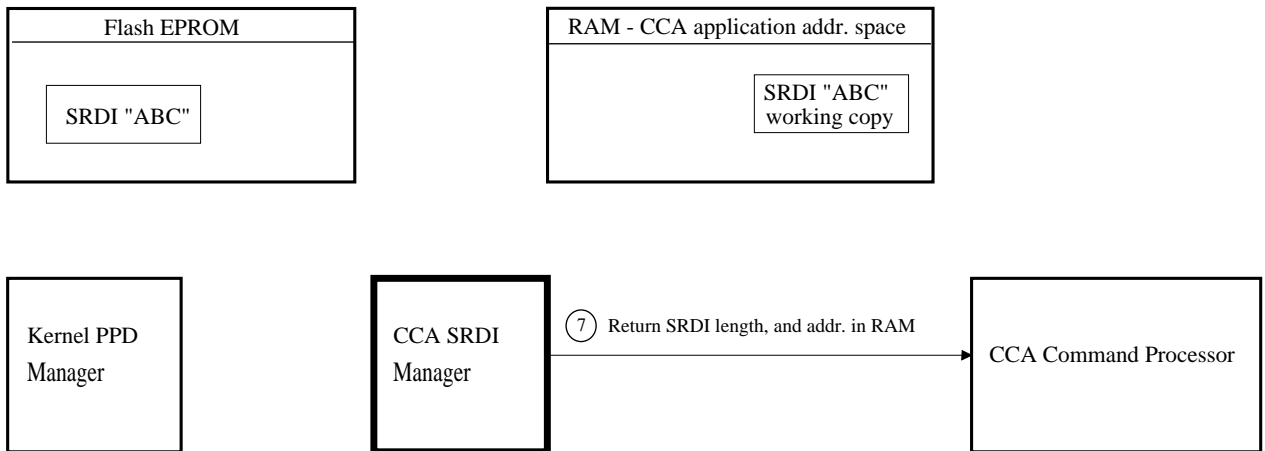 Flash EPROM
SRDI "ABC"
RAM - CCA application addr. space
SRDI "ABC"
working copy
Kernel PPD
Manager
CCA SRDI
Manager
7 Return SRDI length, and addr. in RAM
CCA Command Processor